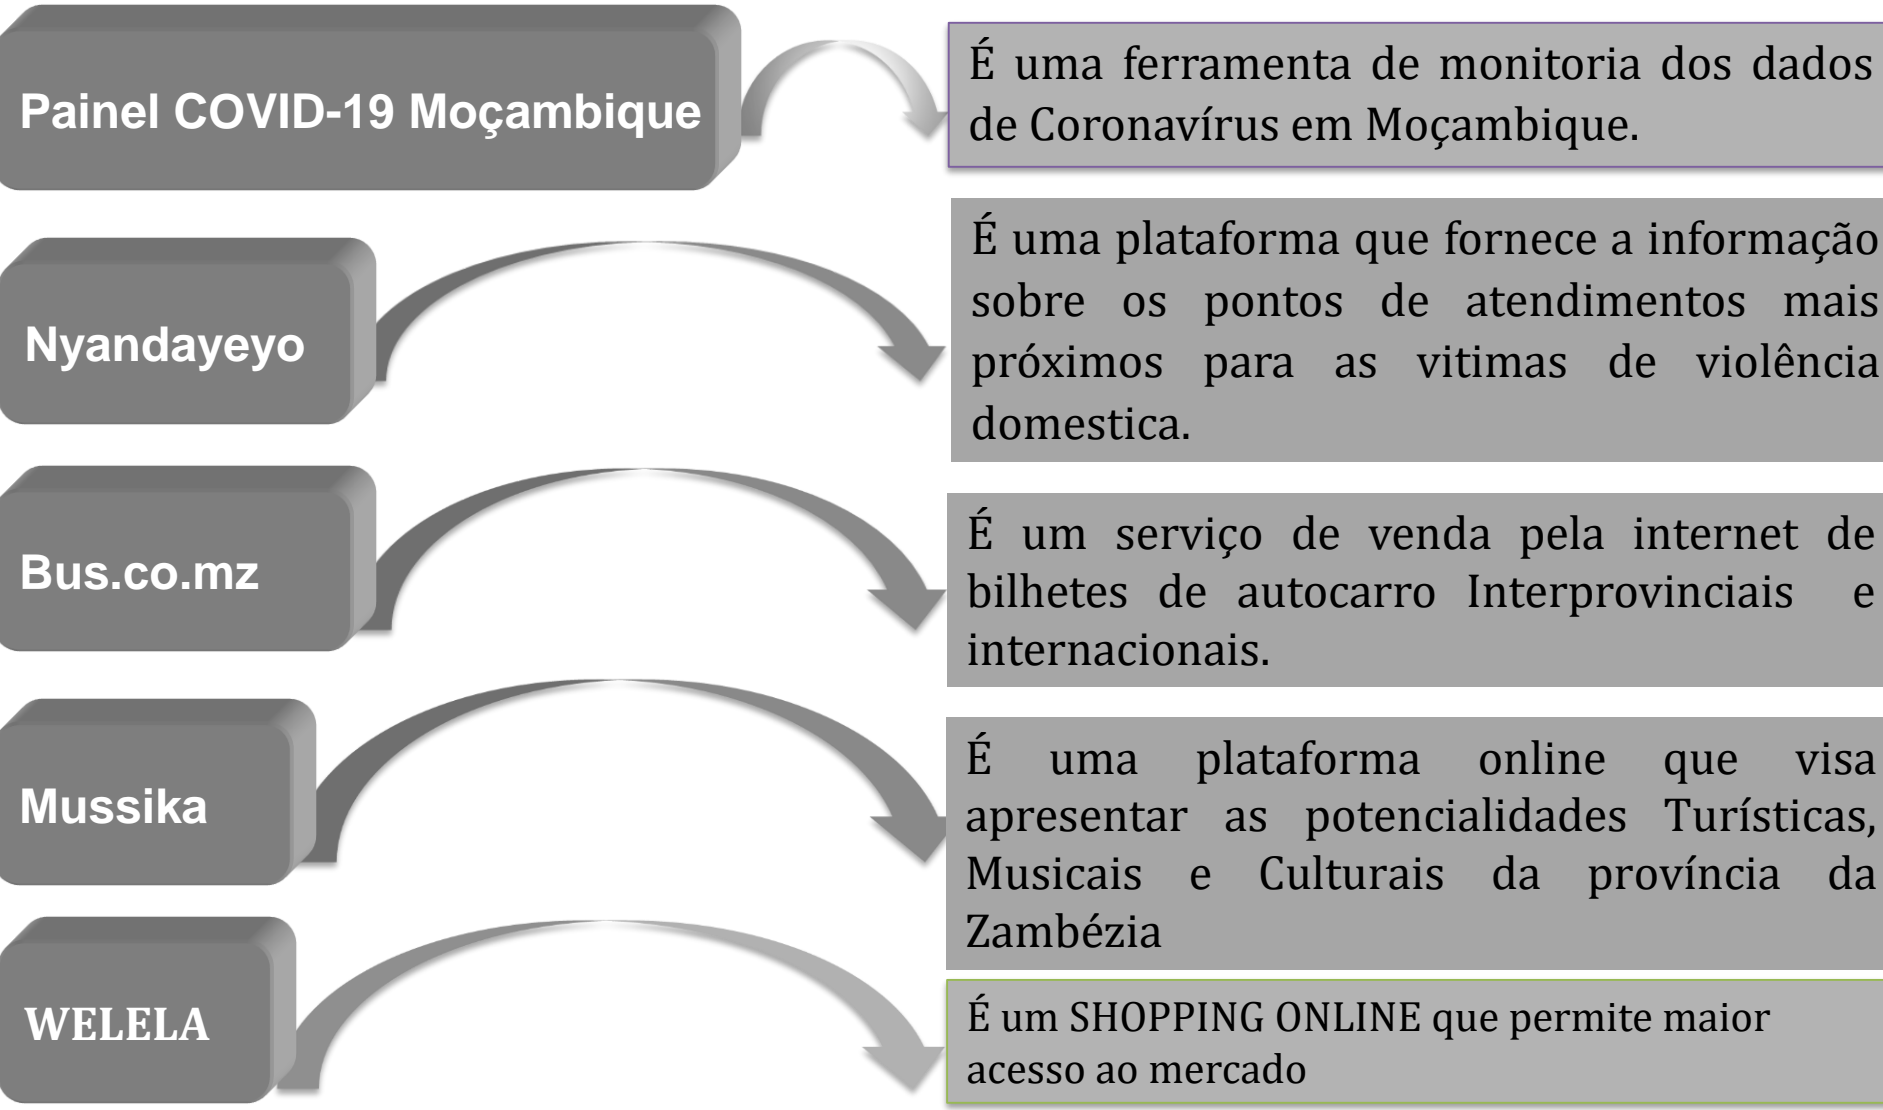 Painel COVID-19 Moçambique
É uma ferramenta de monitoria dos dados
de Coronavírus em Moçambique.
Nyandayeyo
É uma plataforma que fornece a informação
sobre os pontos de atendimentos mais
próximos para as vitimas de violência
domestica.
Bus.co.mz
É um serviço de venda pela internet de
bilhetes de autocarro Interprovinciais e
internacionais.
Mussika
É uma plataforma online que visa
apresentar as potencialidades Turísticas,
Musicais e Culturais da província da
Zambézia
WELELA
É um SHOPPING ONLINE que permite maior
acesso ao mercado